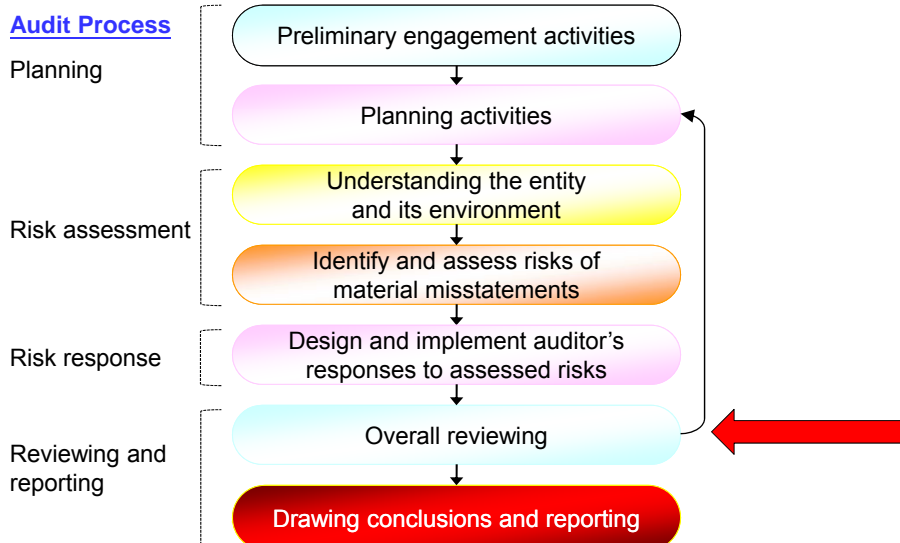 Audit Process
Planning
Preliminary engagement activities
Planning activities
Risk assessment
Understanding the entity
and its environment
Identify and assess risks of
material misstatements
Risk response
Design and implement auditor's
responses to assessed risks
Reviewing and
reporting
Overall reviewing
Drawing conclusions and reporting